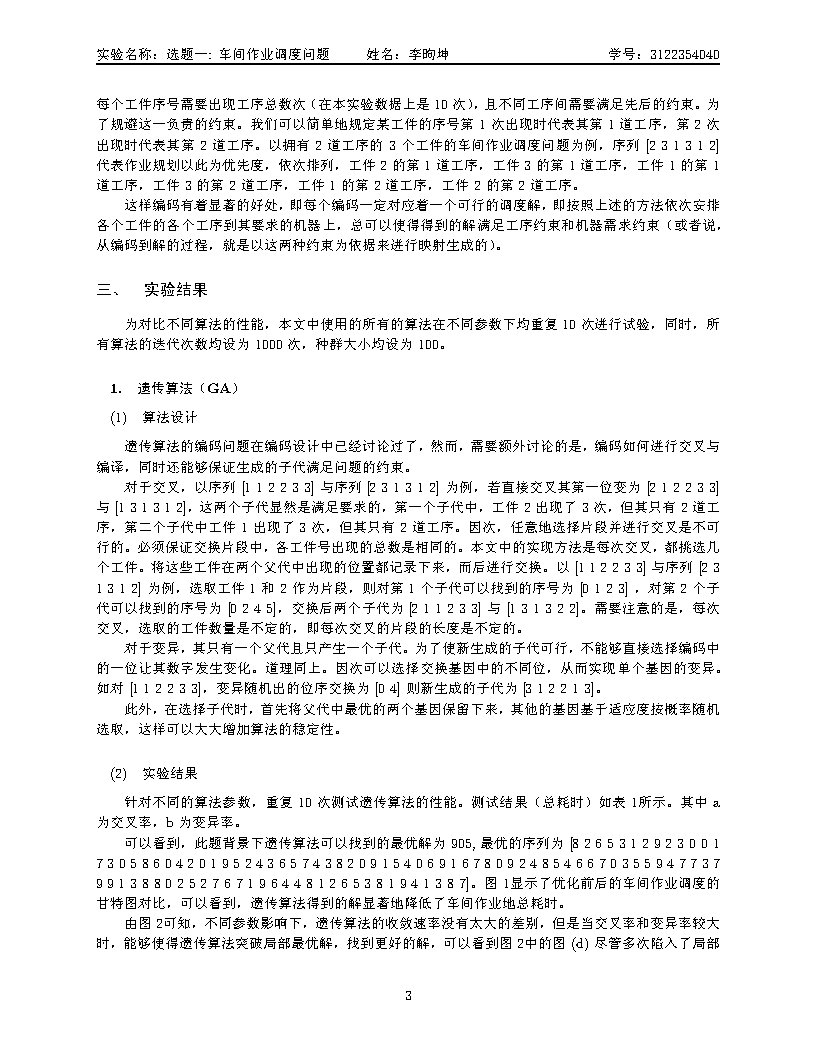 实验名称：选题一: 车间作业调度问题 姓名：李昫坤 学号：3122354040
每个工件序号需要出现工序总数次（在本实验数据上是 10 次），且不同工序间需要满足先后的约束。为
了规避这一负责的约束。我们可以简单地规定某工件的序号第 1 次出现时代表其第 1 道工序，第 2 次
出现时代表其第 2 道工序。以拥有 2 道工序的 3 个工件的车间作业调度问题为例，序列 [2 3 1 3 1 2]
代表作业规划以此为优先度，依次排列，工件 2 的第 1 道工序，工件 3 的第 1 道工序，工件 1 的第 1
道工序，工件 3 的第 2 道工序，工件 1 的第 2 道工序，工件 2 的第 2 道工序。
这样编码有着显著的好处，即每个编码一定对应着一个可行的调度解，即按照上述的方法依次安排
各个工件的各个工序到其要求的机器上，总可以使得得到的解满足工序约束和机器需求约束（或者说，
从编码到解的过程，就是以这两种约束为依据来进行映射生成的）。
三、 实验结果
为对比不同算法的性能，本文中使用的所有的算法在不同参数下均重复 10 次进行试验，同时，所
有算法的迭代次数均设为 1000 次，种群大小均设为 100。
1. 遗传算法（GA）
(1) 算法设计
遗传算法的编码问题在编码设计中已经讨论过了，然而，需要额外讨论的是，编码如何进行交叉与
编译，同时还能够保证生成的子代满足问题的约束。
对于交叉，以序列 [1 1 2 2 3 3] 与序列 [2 3 1 3 1 2] 为例，若直接交叉其第一位变为 [2 1 2 2 3 3]
与 [1 3 1 3 1 2]，这两个子代显然是满足要求的，第一个子代中，工件 2 出现了 3 次，但其只有 2 道工
序，第二个子代中工件 1 出现了 3 次，但其只有 2 道工序。因次，任意地选择片段并进行交叉是不可
行的。必须保证交换片段中，各工件号出现的总数是相同的。本文中的实现方法是每次交叉，都挑选几
个工件。将这些工件在两个父代中出现的位置都记录下来，而后进行交换。以 [1 1 2 2 3 3] 与序列 [2 3
1 3 1 2] 为例，选取工件 1 和 2 作为片段，则对第 1 个子代可以找到的序号为 [0 1 2 3] ，对第 2 个子
代可以找到的序号为 [0 2 4 5]，交换后两个子代为 [2 1 1 2 3 3] 与 [1 3 1 3 2 2]。需要注意的是，每次
交叉，选取的工件数量是不定的，即每次交叉的片段的长度是不定的。
对于变异，其只有一个父代且只产生一个子代。为了使新生成的子代可行，不能够直接选择编码中
的一位让其数字发生变化。道理同上。因次可以选择交换基因中的不同位，从而实现单个基因的变异。
如对 [1 1 2 2 3 3]，变异随机出的位序交换为 [0 4] 则新生成的子代为 [3 1 2 2 1 3]。
此外，在选择子代时，首先将父代中最优的两个基因保留下来，其他的基因基于适应度按概率随机
选取，这样可以大大增加算法的稳定性。
(2) 实验结果
针对不同的算法参数，重复 10 次测试遗传算法的性能。测试结果（总耗时）如表 1所示。其中 a
为交叉率，b 为变异率。
可以看到，此题背景下遗传算法可以找到的最优解为 905, 最优的序列为 [8 2 6 5 3 1 2 9 2 3 0 0 1
7 3 0 5 8 6 0 4 2 0 1 9 5 2 4 3 6 5 7 4 3 8 2 0 9 1 5 4 0 6 9 1 6 7 8 0 9 2 4 8 5 4 6 6 7 0 3 5 5 9 4 7 7 3 7
9 9 1 3 8 8 0 2 5 2 7 6 7 1 9 6 4 4 8 1 2 6 5 3 8 1 9 4 1 3 8 7]。图 1显示了优化前后的车间作业调度的
甘特图对比，可以看到，遗传算法得到的解显著地降低了车间作业地总耗时。
由图 2可知，不同参数影响下，遗传算法的收敛速率没有太大的差别，但是当交叉率和变异率较大
时，能够使得遗传算法突破局部最优解，找到更好的解，可以看到图 2中的图 (d) 尽管多次陷入了局部
3